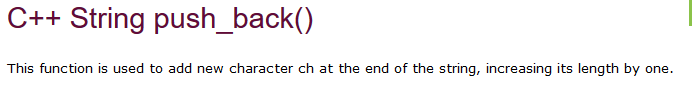 C++ String push_back()
This function is used to add new character ch at the end of the string, increasing its length by one.